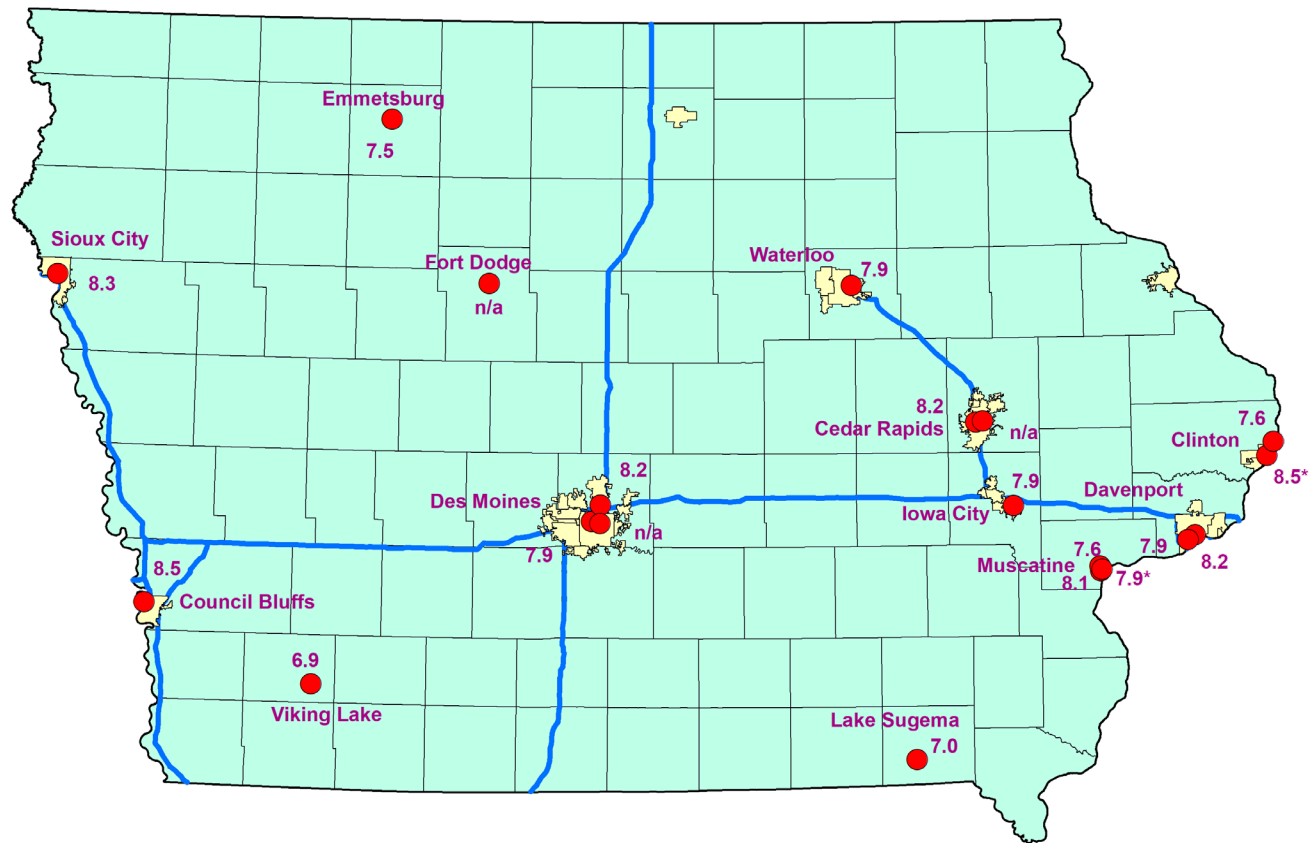 Emmetsburg
7.5
Sioux City
8.3
Fort Dodge
n/a
Waterloo
7.9
8.2
Cedar Rapids
n/a
7.6
Clinton
8.5*
8.2
Des Moines
n/a
7.9
7.9
Iowa City
Davenport
7.9
8.2
7.6
Muscatine
8.1
7.9*
8.5
Council Bluffs
6.9
Viking Lake
Lake Sugema
7.0